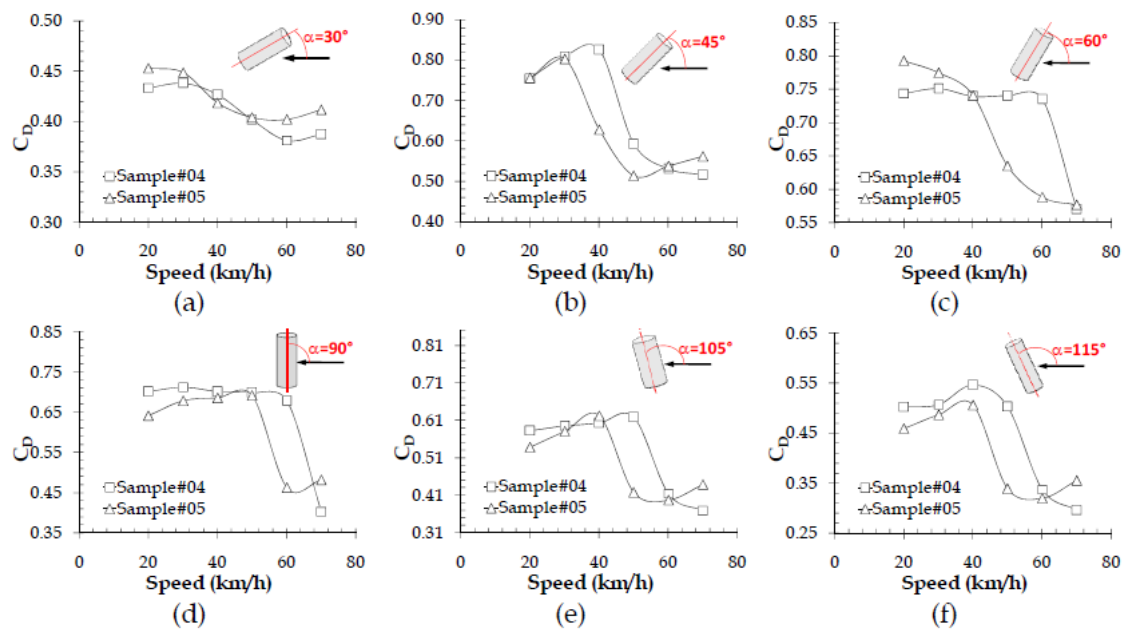 0.50
0.45
0.40
0.35
0.30
C_D
α=30°
Sample#04
Sample#05
0 20 40 60 80
Speed (km/h)
(a)
0.90
0.80
0.70
0.60
0.50
0.40
C_D
α=45°
Sample#04
Sample#05
0 20 40 60 80
Speed (km/h)
(b)
0.85
0.80
0.75
0.70
0.65
0.60
0.55
C_D
α=60°
Sample#04
Sample#05
0 20 40 60 80
Speed (km/h)
(c)
0.85
0.75
0.65
0.55
0.45
0.35
C_D
α=90°
Sample#04
Sample#05
0 20 40 60 80
Speed (km/h)
(d)
0.81
0.71
0.61
0.51
0.41
0.31
C_D
α=105°
Sample#04
Sample#05
0 20 40 60 80
Speed (km/h)
(e)
0.65
0.55
0.45
0.35
0.25
C_D
α=115°
Sample#04
Sample#05
0 20 40 60 80
Speed (km/h)
(f)